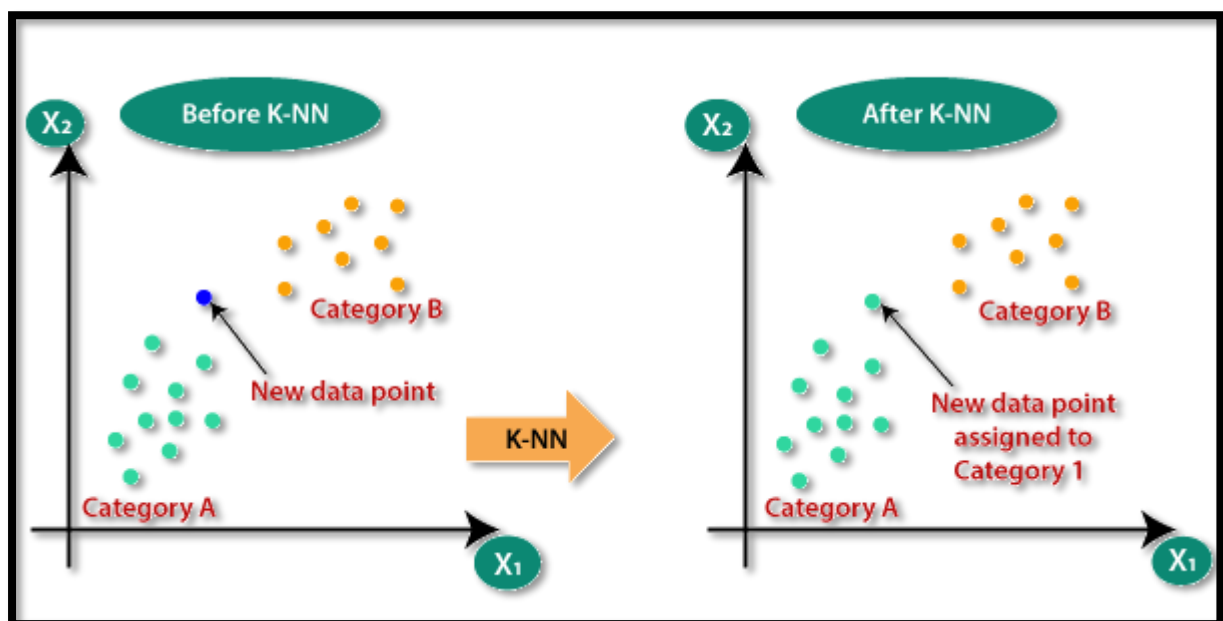 Before K-NN
X₂
Category B
New data point
Category A
X₁
K-NN
After K-NN
X₂
Category B
New data point
assigned to
Category 1
Category A
X₁